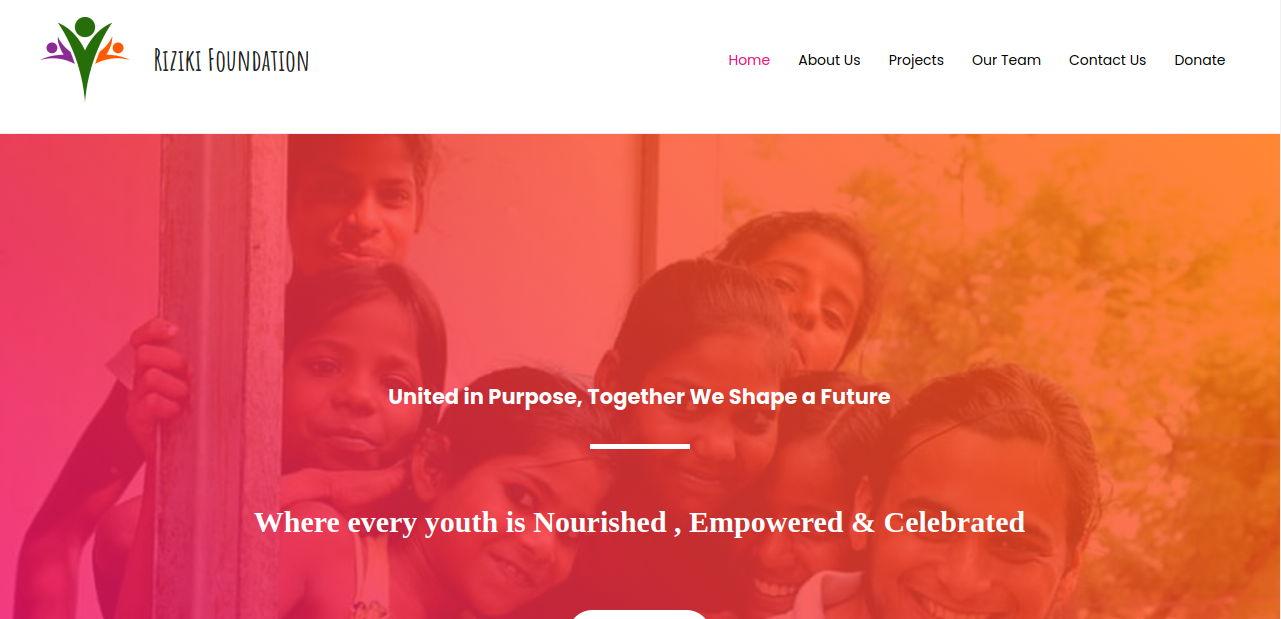 Riziki Foundation
Home About Us Projects Our Team Contact Us Donate
United in Purpose, Together We Shape a Future
Where every youth is Nourished , Empowered & Celebrated